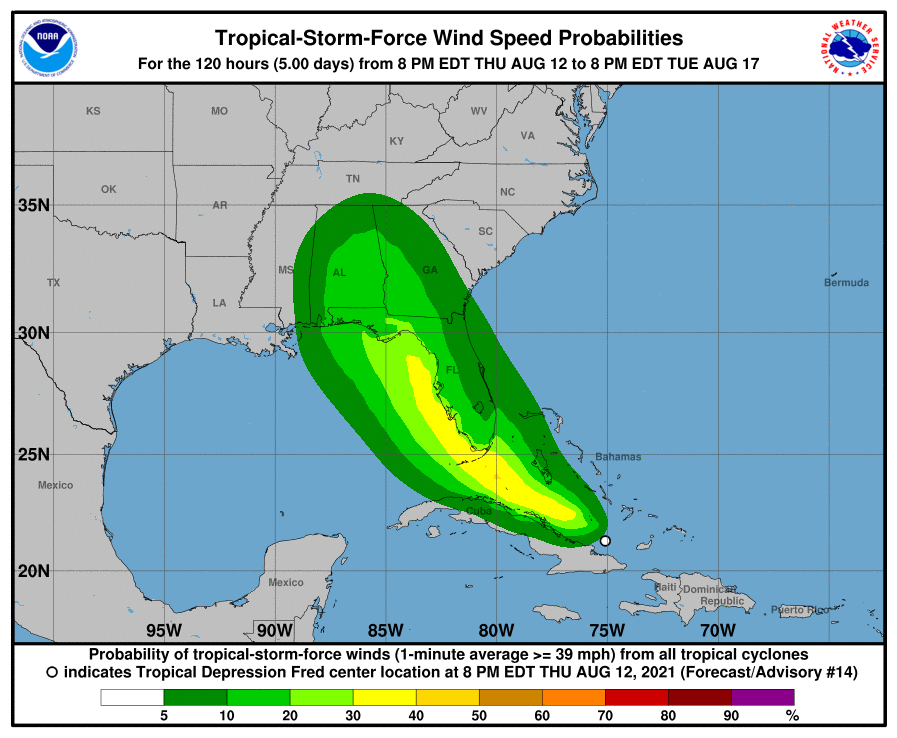 Tropical-Storm-Force Wind Speed Probabilities
For the 120 hours (5.00 days) from 8 PM EDT THU AUG 12 to 8 PM EDT TUE AUG 17
NOAA
NATIONAL WEATHER SERVICE
KS
MO
WV
KY
VA
TN
OK
NC
AR
35N
SC
MS
AL
GA
TX
Bermuda
LA
30N
FL
25N
Bahamas
Mexico
Cuba
20N
Mexico
Haiti
Dominican
Republic
Puerto Rico
95W
90W
85W
80W
75W
70W
Probability of tropical-storm-force winds (1-minute average >= 39 mph) from all tropical cyclones
indicates Tropical Depression Fred center location at 8 PM EDT THU AUG 12, 2021 (Forecast/Advisory #14)
5 10 20 30 40 50 60 70 80 90 %